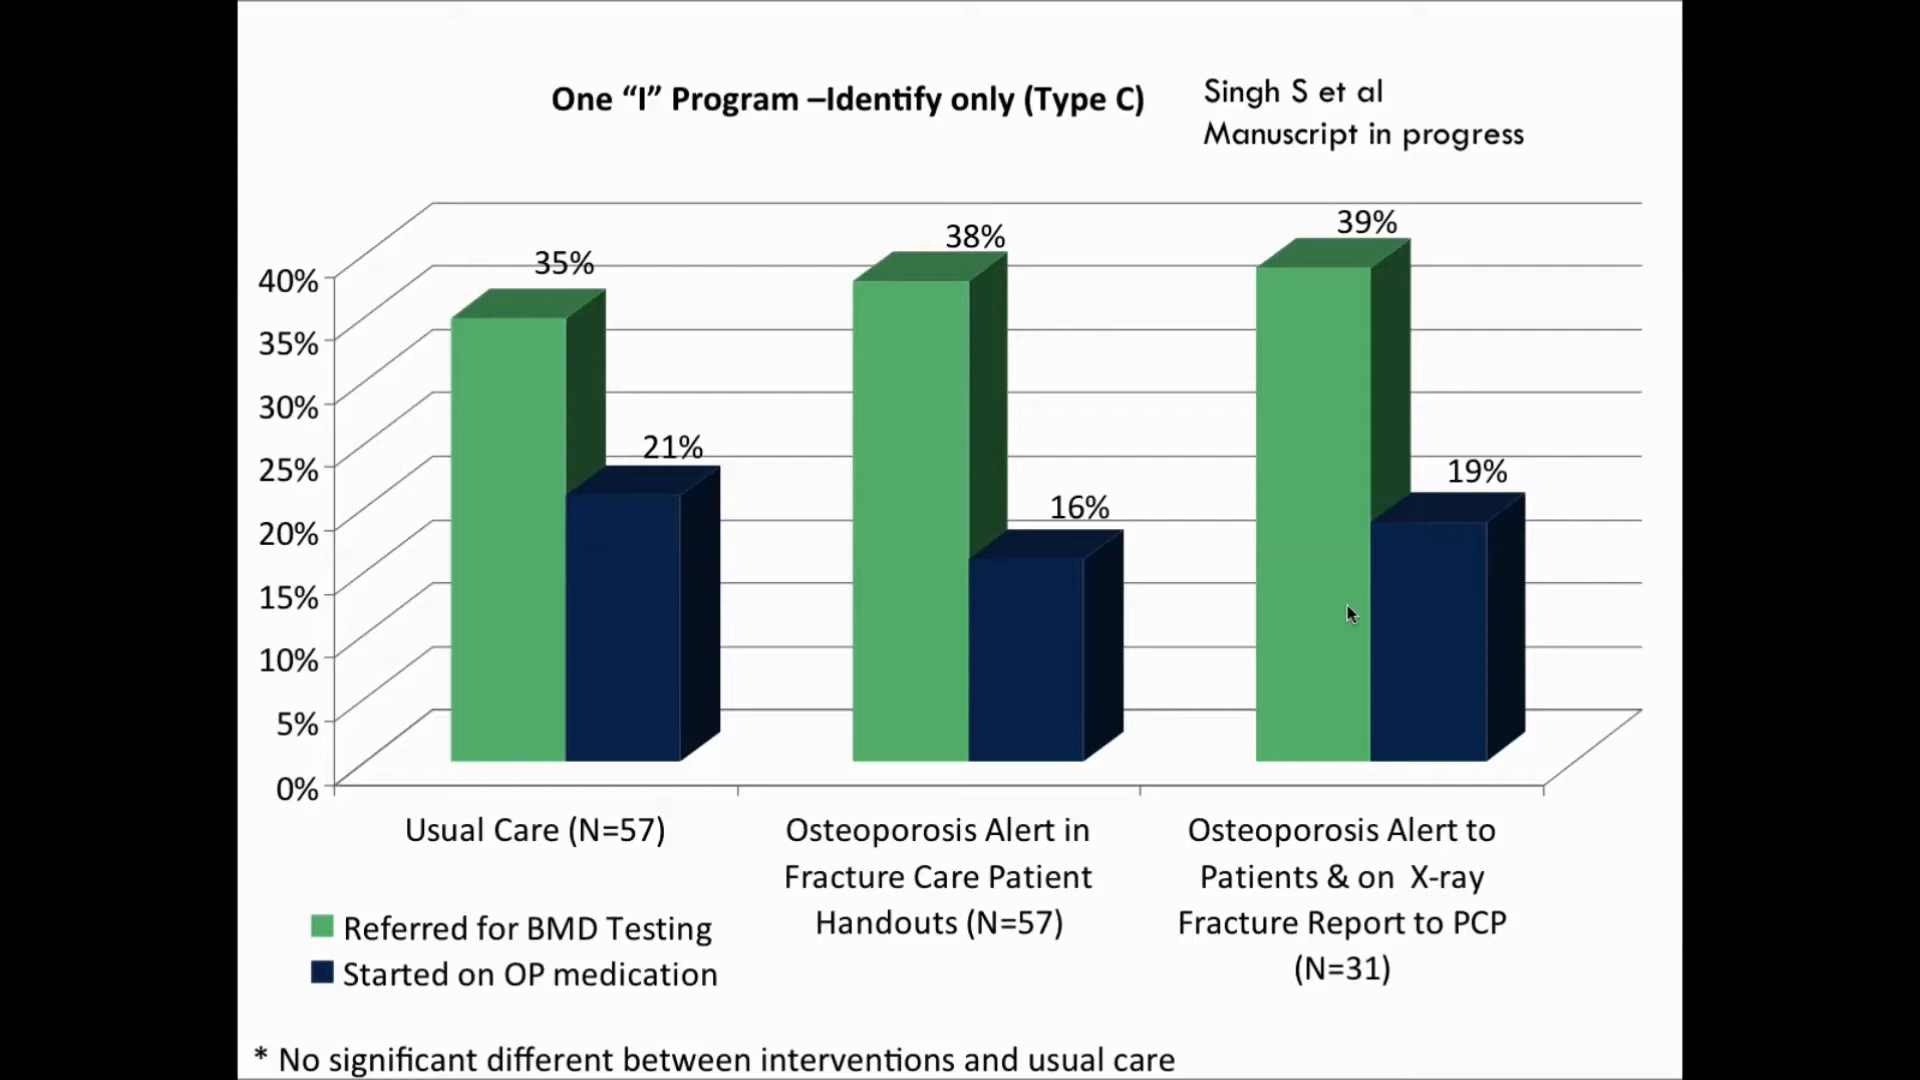 One “I” Program –Identify only (Type C)
Singh S et al
Manuscript in progress
40%
35%
30%
25%
20%
15%
10%
5%
0%
35%
21%
38%
16%
39%
19%
Usual Care (N=57)
Osteoporosis Alert in
Fracture Care Patient
Handouts (N=57)
Osteoporosis Alert to
Patients & on X-ray
Fracture Report to PCP
(N=31)
Referred for BMD Testing
Started on OP medication
* No significant different between interventions and usual care